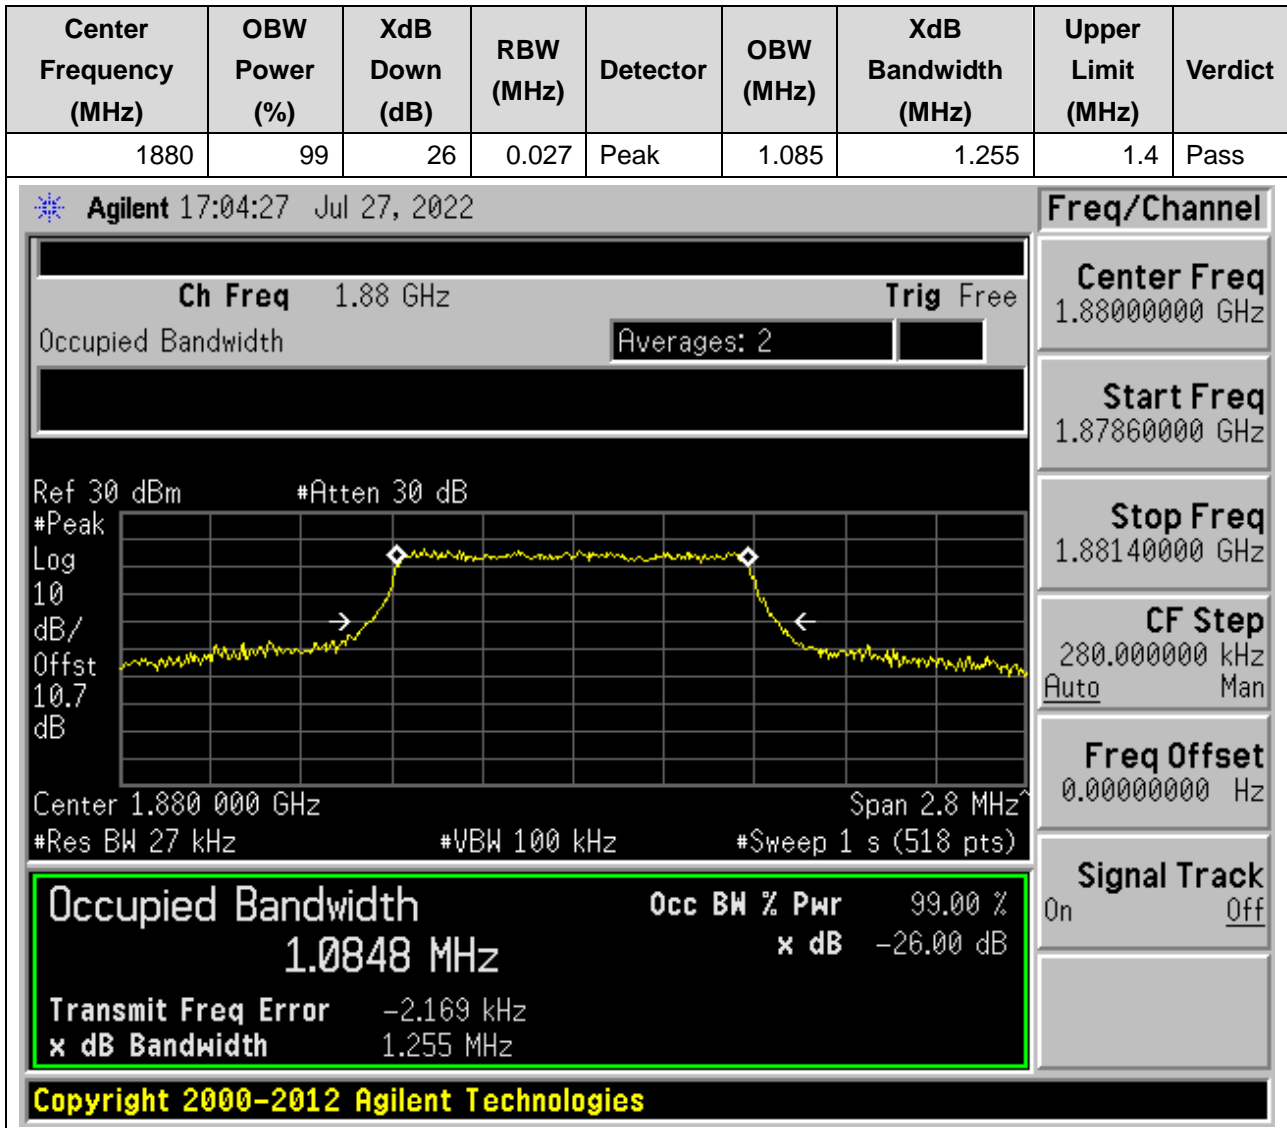 Center Frequency (MHz) OBW Power (%) XdB Down (dB) RBW (MHz) Detector OBW (MHz) XdB Bandwidth (MHz) Upper Limit (MHz) Verdict
1880 99 26 0.027 Peak 1.085 1.255 1.4 Pass
Agilent 17:04:27 Jul 27, 2022
Freq/Channel
Ch Freq 1.88 GHz Trig Free
Occupied Bandwidth Averages: 2
Center Freq
1.88000000 GHz
Start Freq
1.87860000 GHz
Stop Freq
1.88140000 GHz
CF Step
280.000000 kHz
Auto Man
Freq Offset
0.00000000 Hz
Signal Track
On Off
Ref 30 dBm #Atten 30 dB
#Peak
Log
10
dB/
Offst
10.7
dB
Center 1.880 000 GHz Span 2.8 MHz^
#Res BW 27 kHz #VBW 100 kHz #Sweep 1 s (518 pts)
Occupied Bandwidth Occ BW % Pwr 99.00 %
1.0848 MHz x dB -26.00 dB
Transmit Freq Error -2.169 kHz
x dB Bandwidth 1.255 MHz
Copyright 2000-2012 Agilent Technologies